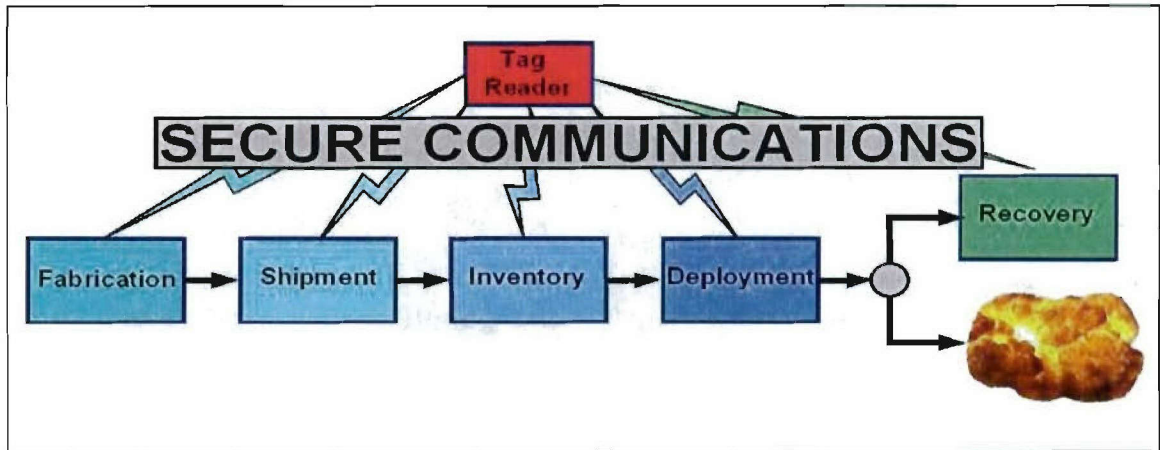 Tag
Reader
SECURE COMMUNICATIONS
Recovery
Fabrication
Shipment
Inventory
Deployment